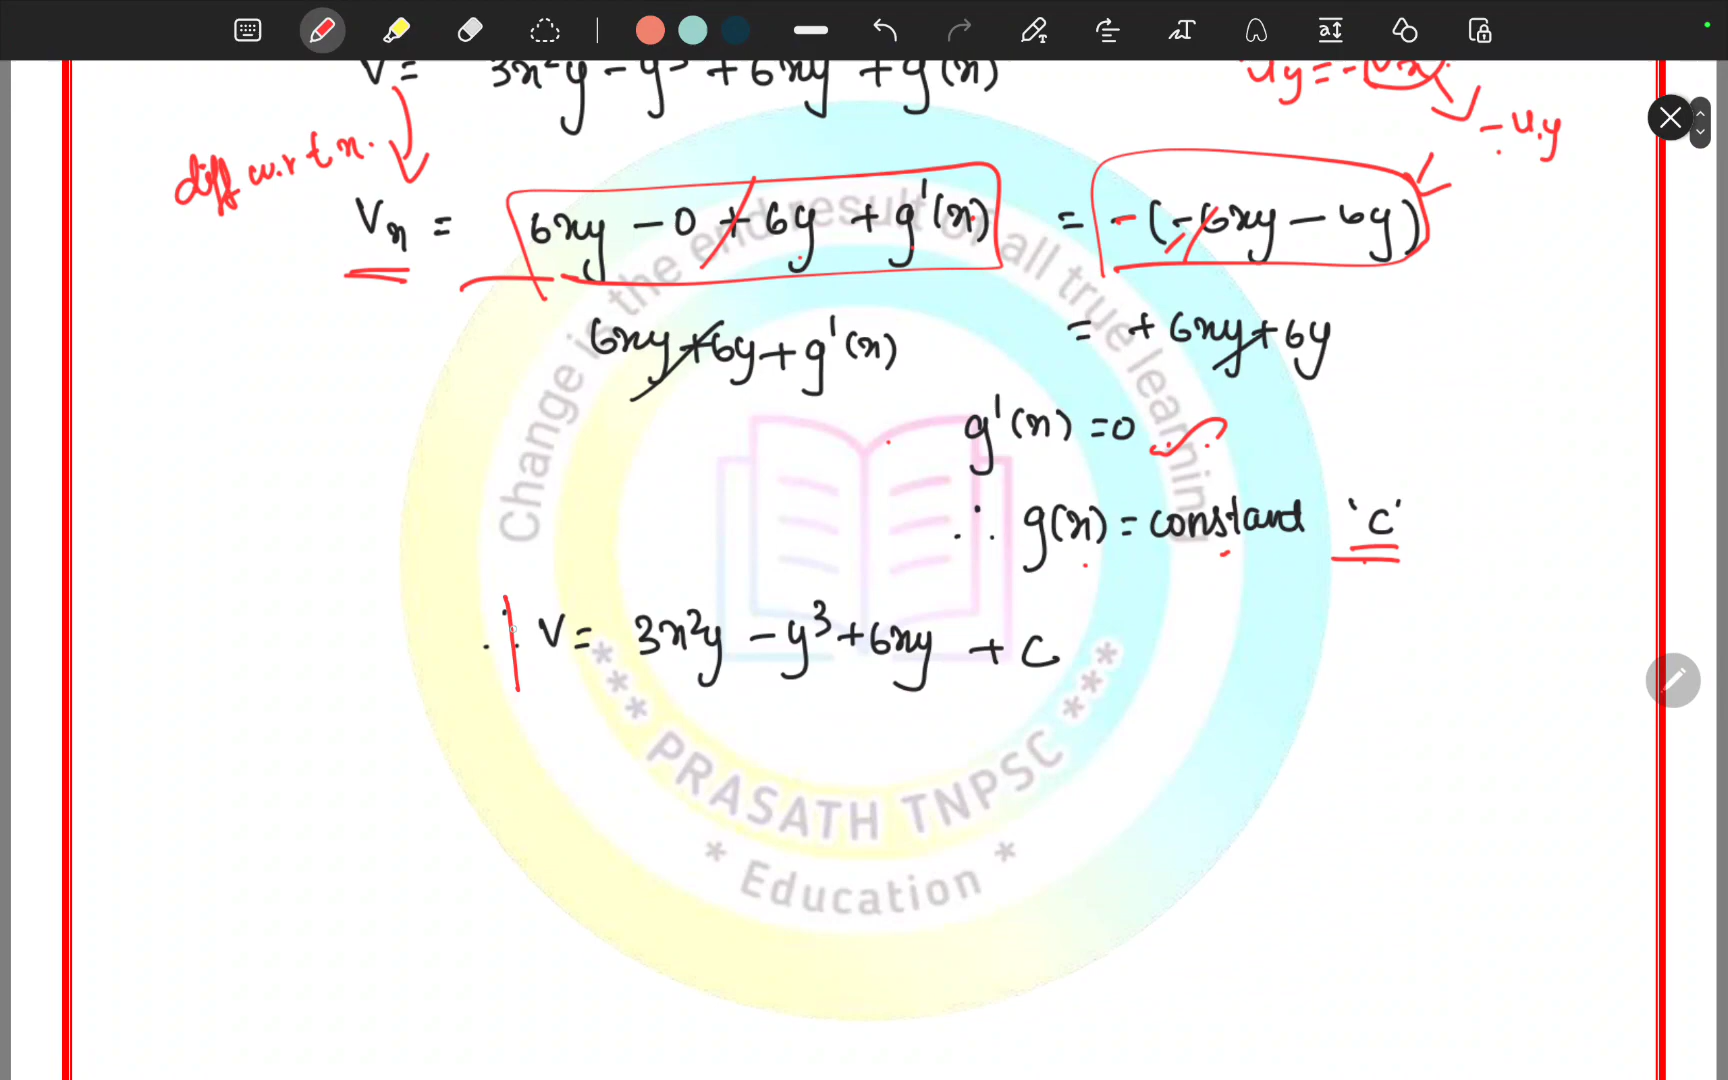 V = 3x²y - y³ + 6xy + g(x)
uy = -(Vx)
- u.y
diff w.r t x.
Vx = 6xy - 0 + 6y + g'(x) = - (-6xy - 6y)
6xy + 6y + g'(x) = + 6xy + 6y
g'(x) = 0
∴ g(x) = constant 'c'
∴ V = 3x²y - y³ + 6xy + c
Change is the end result of all true learning
*** PRASATH TNPSC ***
* Education *